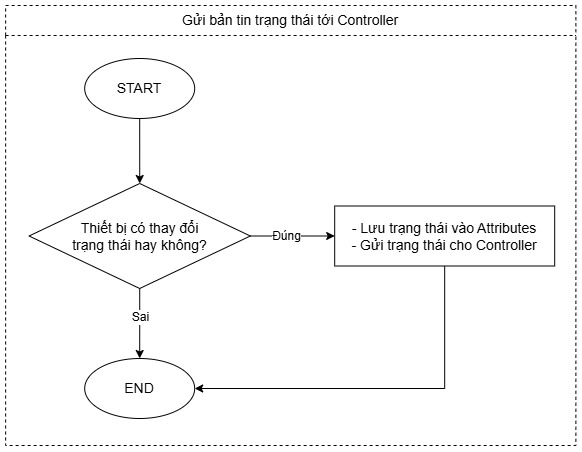 Gửi bản tin trạng thái tới Controller
START
Thiết bị có thay đổi
trạng thái hay không?
Đúng
- Lưu trạng thái vào Attributes
- Gửi trạng thái cho Controller
Sai
END